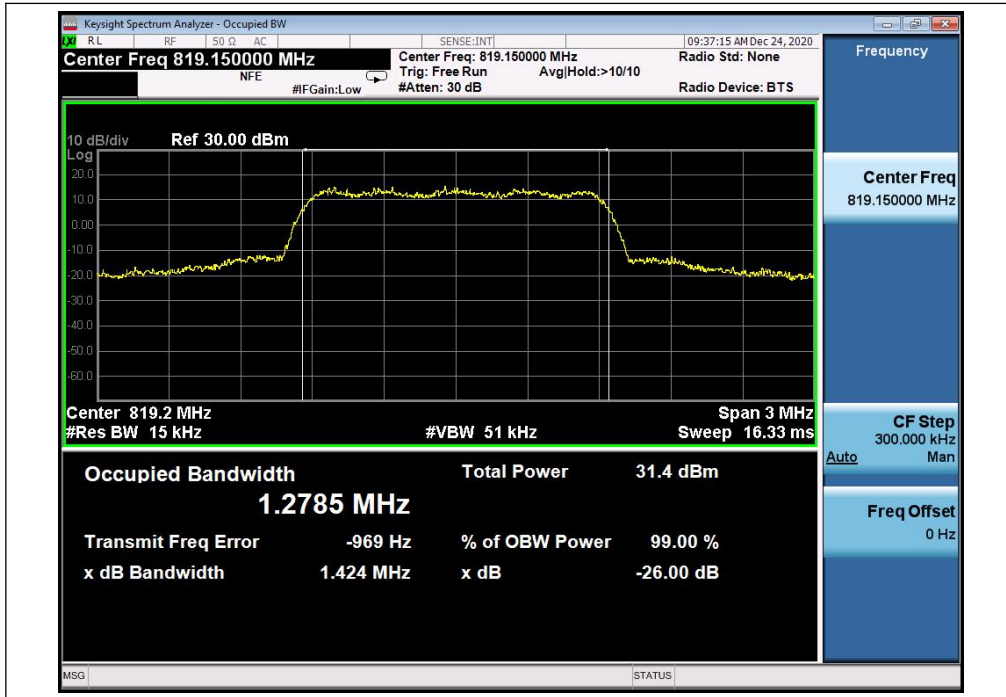 Keysight Spectrum Analyzer - Occupied BW
LXI RL RF 50 Ω AC SENSE:INT 09:37:15 AM Dec 24, 2020
Center Freq 819.150000 MHz
NFE
#IFGain:Low
Center Freq: 819.150000 MHz
Trig: Free Run Avg|Hold:>10/10
#Atten: 30 dB
Radio Std: None
Radio Device: BTS
10 dB/div Ref 30.00 dBm
Log
20.0
10.0
0.00
-10.0
-20.0
-30.0
-40.0
-50.0
-60.0
Center 819.2 MHz Span 3 MHz
#Res BW 15 kHz #VBW 51 kHz Sweep 16.33 ms
Occupied Bandwidth Total Power 31.4 dBm
1.2785 MHz
Transmit Freq Error -969 Hz % of OBW Power 99.00 %
x dB Bandwidth 1.424 MHz x dB -26.00 dB
Frequency
Center Freq
819.150000 MHz
CF Step
300.000 kHz
Auto Man
Freq Offset
0 Hz
MSG STATUS